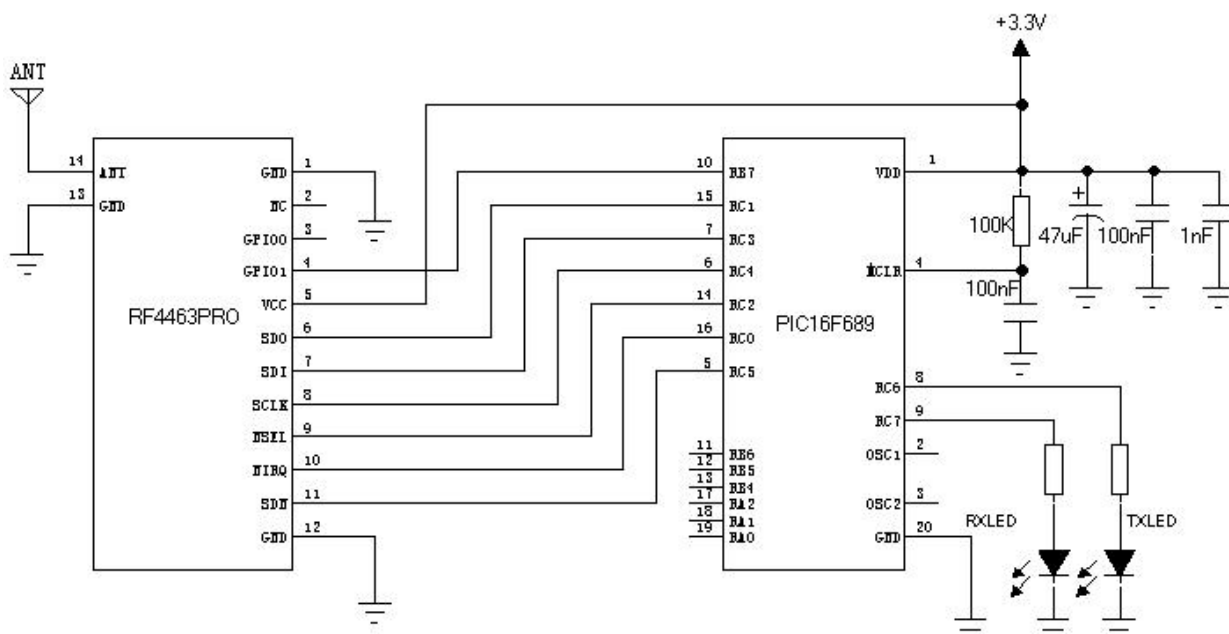 +3.3V
ANT
14 ANT
13 GND
GND 1
NC 2
GPIO0 3
GPIO1 4
VCC 5
SDO 6
SDI 7
SCLK 8
NSEL 9
NIRQ 10
SDN 11
GND 12
RF4463PRO
10 RB7
15 RC1
7 RC3
6 RC4
14 RC2
16 RC0
5 RC5
11 RB6
12 RB5
13 RB4
17 RA2
18 RA1
19 RA0
PIC16F689
VDD 1
MCLR 4
RC6 8
RC7 9
OSC1 2
OSC2 3
GND 20
100K
+
47uF
100nF
1nF
100nF
RXLED
TXLED